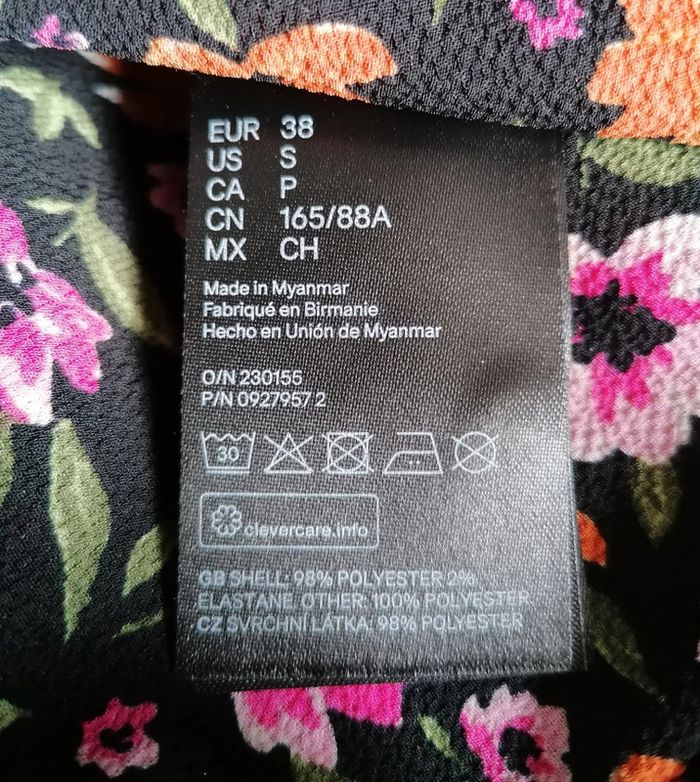 EUR 38
US S
CA P
CN 165/88A
MX CH
Made in Myanmar
Fabriqué en Birmanie
Hecho en Unión de Myanmar
O/N 230155
P/N 0927957 2
30
clevercare.info
GB SHELL: 98% POLYESTER 2%
ELASTANE. OTHER: 100% POLYESTER
CZ SVRCHNÍ LÁTKA: 98% POLYESTER